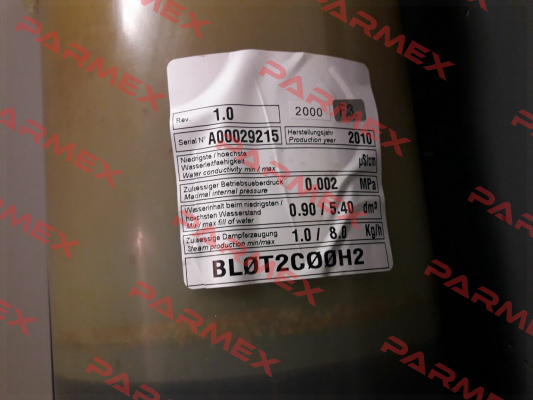 PARMEX
Rev. 1.0 2000 F3
Serial N° A00029215 Herstellungsjahr Production year 2010
Niedrigste / hoechste
Wasserleitfaehigkeit
Water conductivity min / max µS/cm
Zulaessiger Betriebsueberdruck
Maximal internal pressure 0.002 MPa
Wasserinhalt beim niedrigsten /
hoechsten Wasserstand
Min / max fill of water 0.90 / 5.40 dm³
Zulaessige Dampferzeugung
Steam production min/max 1.0 / 8.0 Kg/h
BLØT2CØØH2
PARMEX
PARMEX
PARMEX
PARMEX
PARMEX
PARMEX
PARMEX